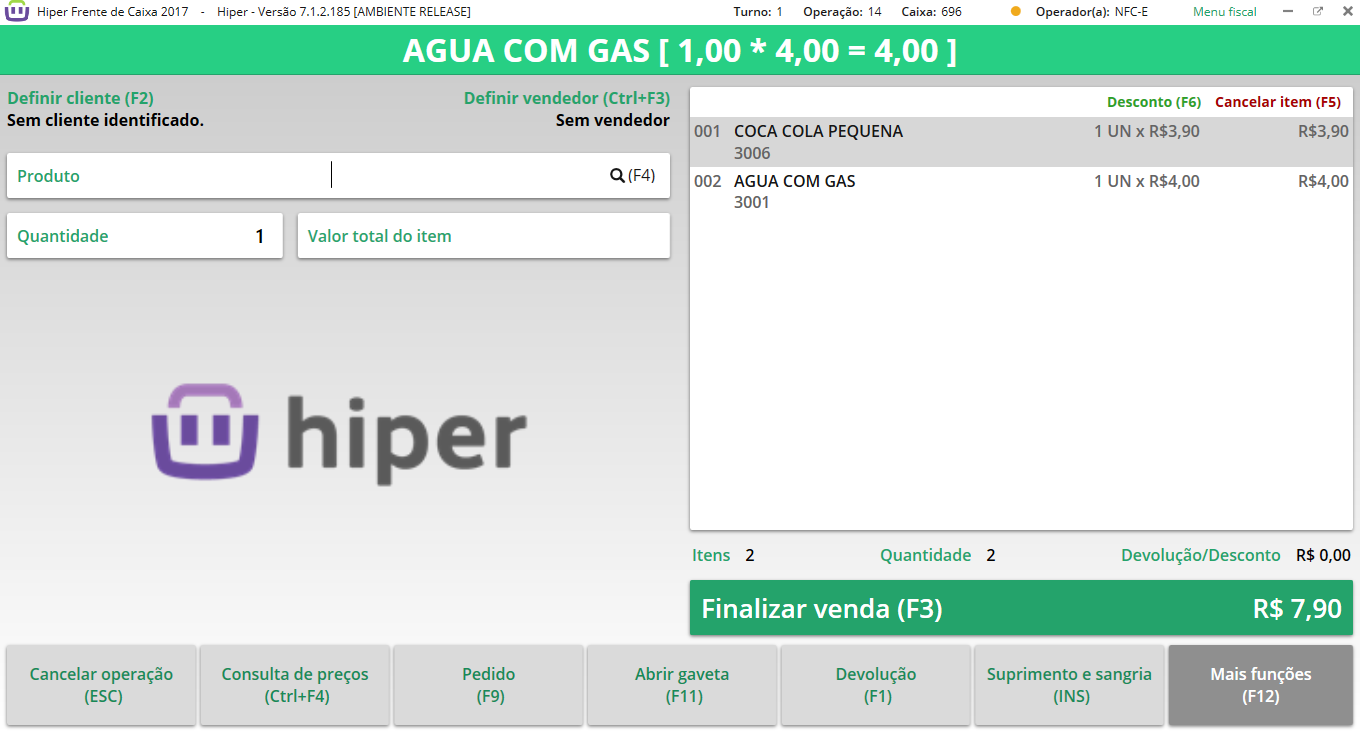 Hiper Frente de Caixa 2017 - Hiper - Versão 7.1.2.185 [AMBIENTE RELEASE] Turno: 1 Operação: 14 Caixa: 696 Operador(a): NFC-E Menu fiscal
AGUA COM GAS [ 1,00 * 4,00 = 4,00 ]
Definir cliente (F2) Definir vendedor (Ctrl+F3)
Sem cliente identificado. Sem vendedor
Produto (F4)
Quantidade 1 Valor total do item
hiper
Desconto (F6) Cancelar item (F5)
001 COCA COLA PEQUENA 1 UN x R$3,90 R$3,90
3006
002 AGUA COM GAS 1 UN x R$4,00 R$4,00
3001
Itens 2 Quantidade 2 Devolução/Desconto R$ 0,00
Finalizar venda (F3) R$ 7,90
Cancelar operação
(ESC)
Consulta de preços
(Ctrl+F4)
Pedido
(F9)
Abrir gaveta
(F11)
Devolução
(F1)
Suprimento e sangria
(INS)
Mais funções
(F12)